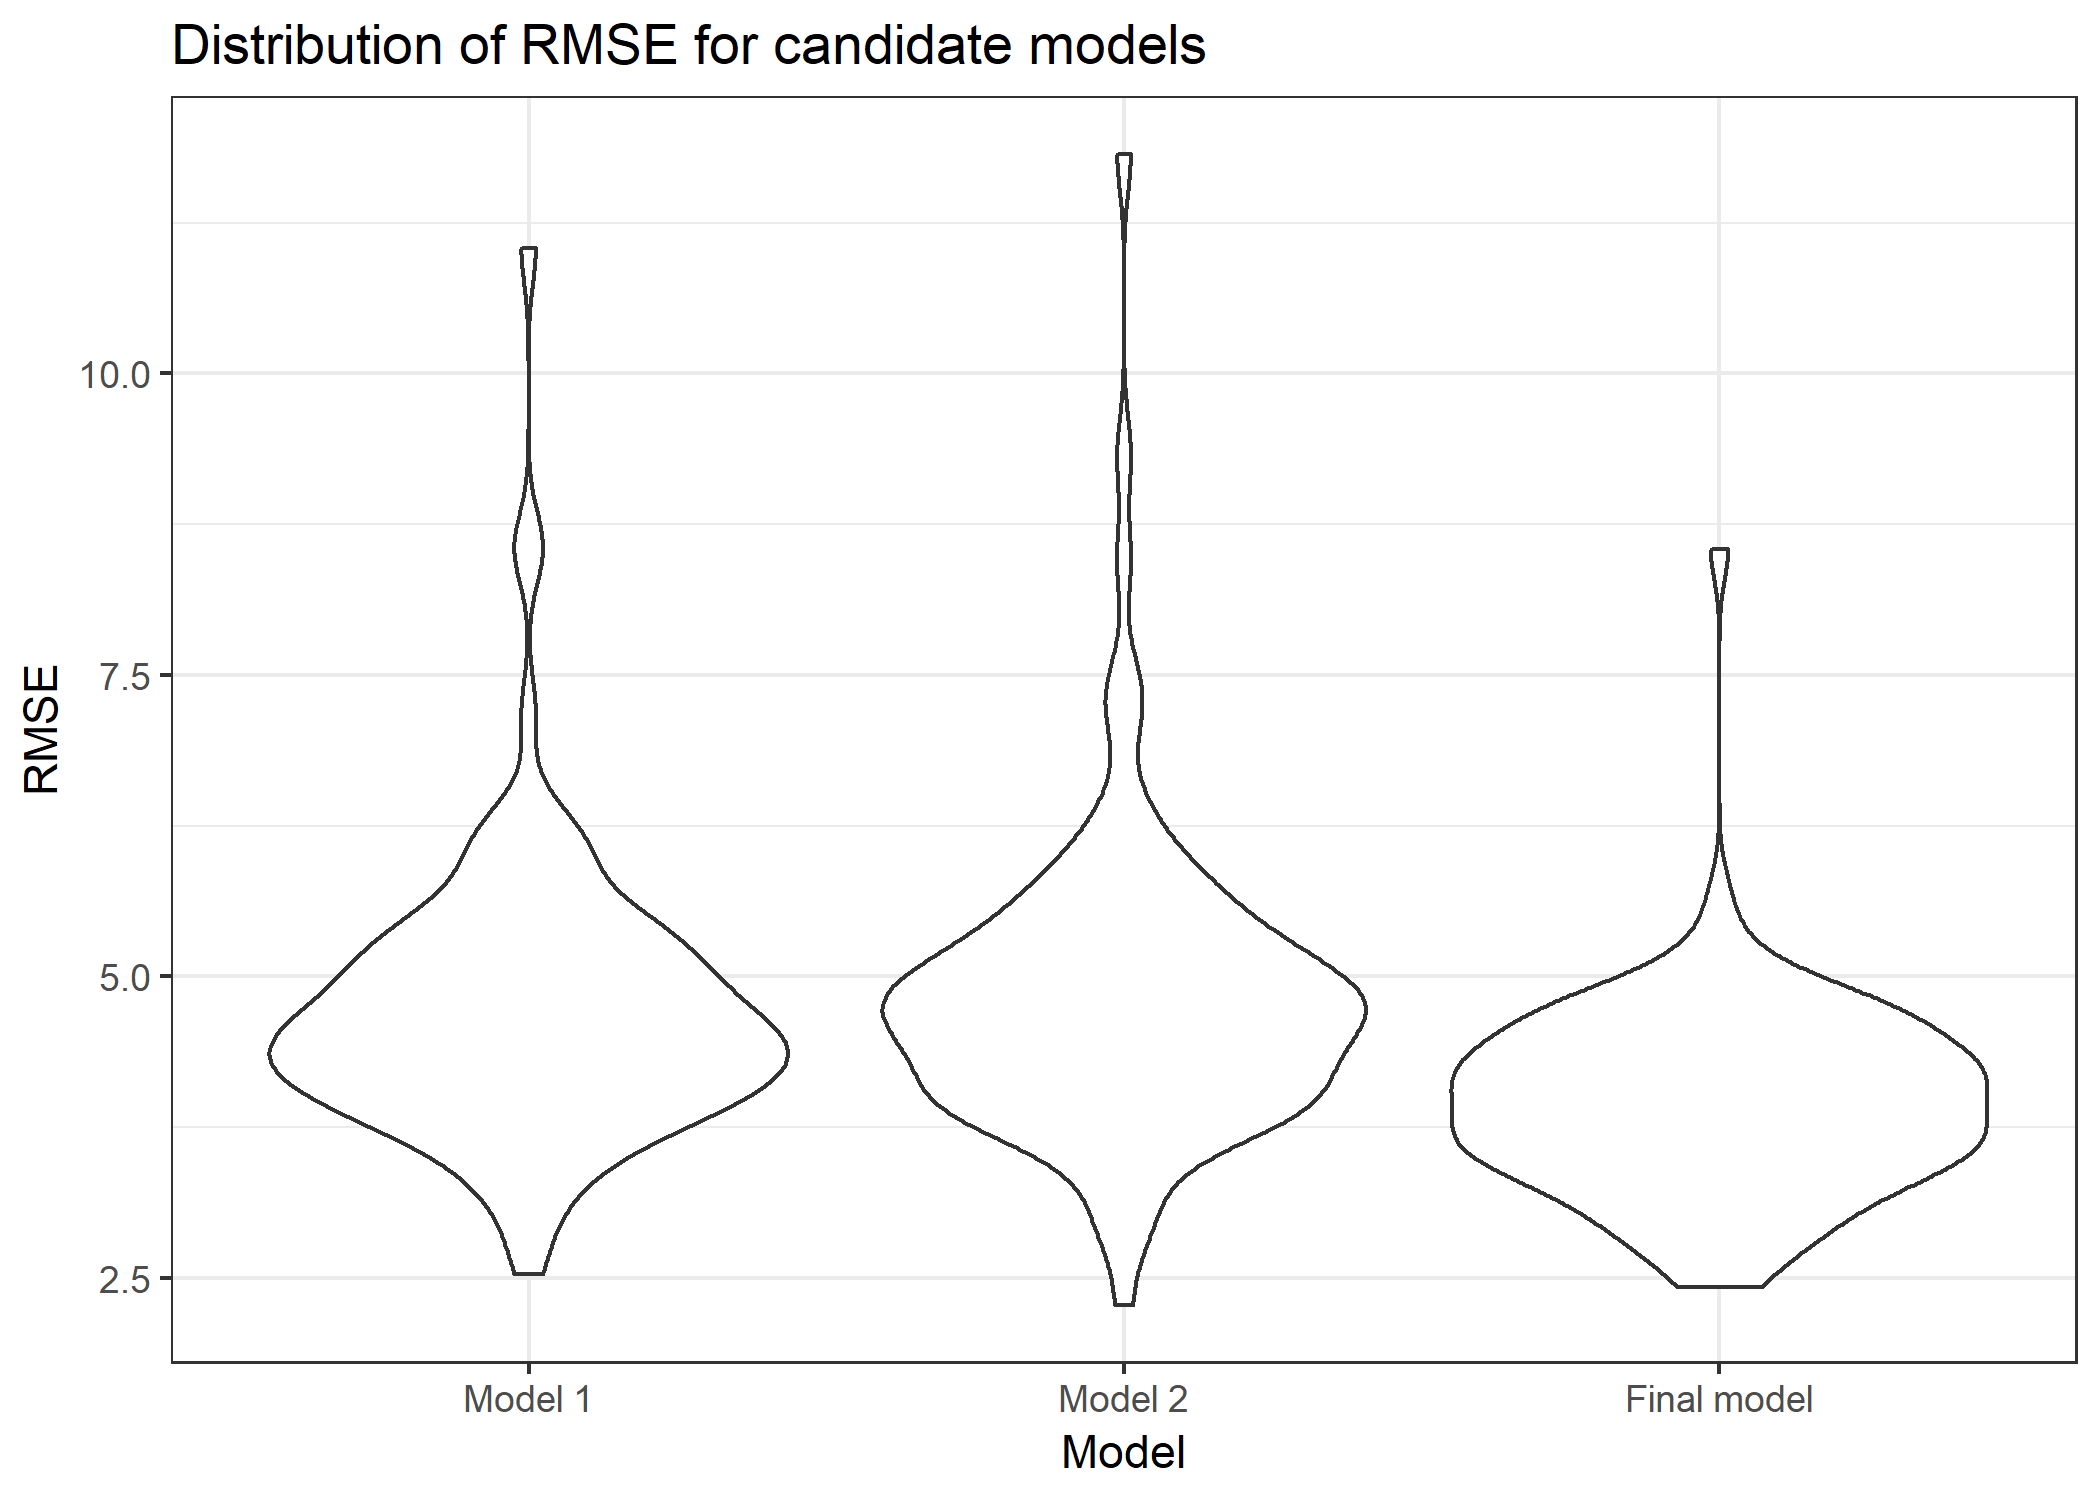 Distribution of RMSE for candidate models
RMSE
10.0
7.5
5.0
2.5
Model 1
Model 2
Final model
Model